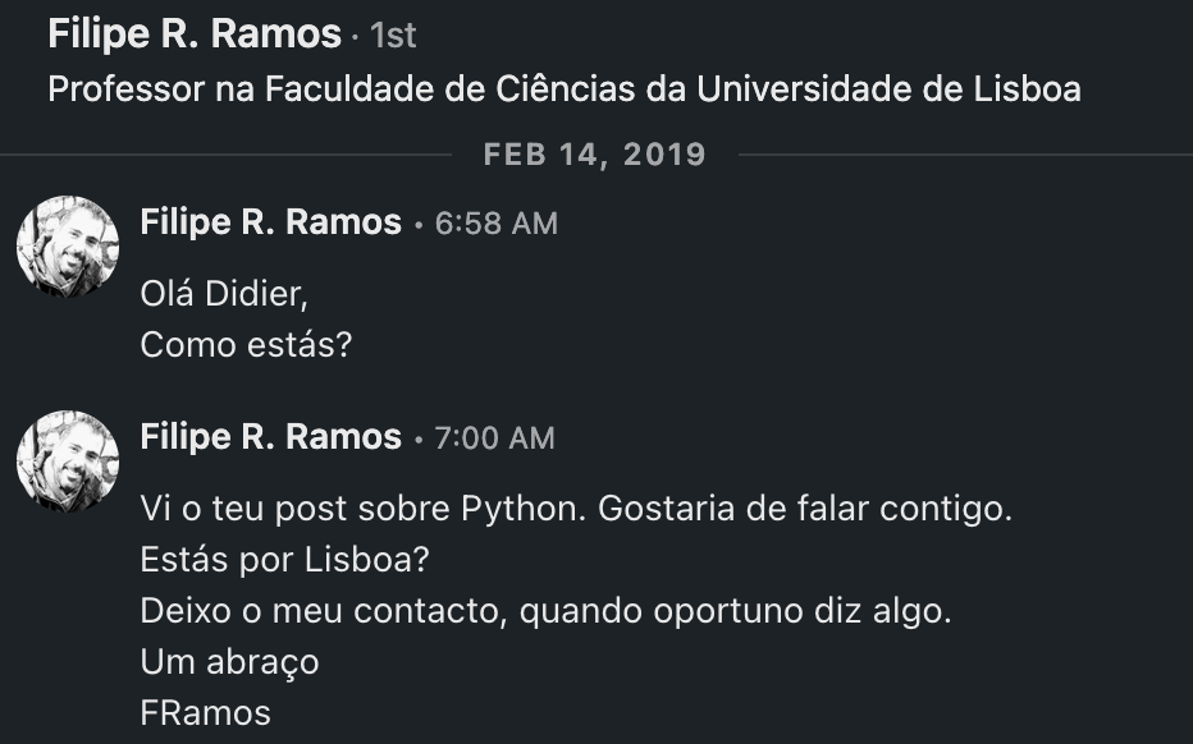 Filipe R. Ramos · 1st
Professor na Faculdade de Ciências da Universidade de Lisboa
FEB 14, 2019
Filipe R. Ramos • 6:58 AM
Olá Didier,
Como estás?
Filipe R. Ramos • 7:00 AM
Vi o teu post sobre Python. Gostaria de falar contigo.
Estás por Lisboa?
Deixo o meu contacto, quando oportuno diz algo.
Um abraço
FRamos